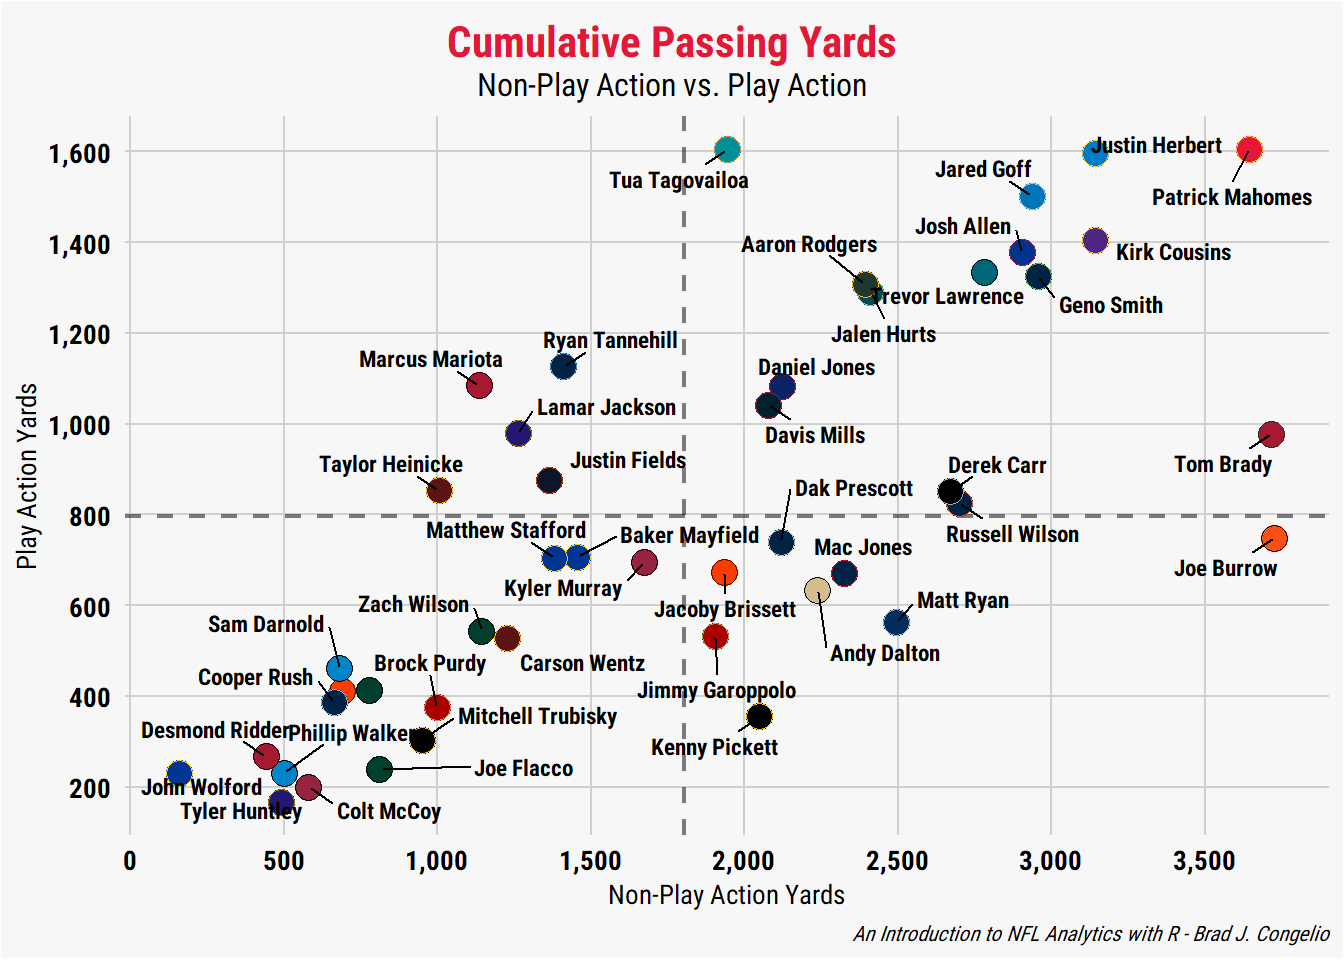 Cumulative Passing Yards
Non-Play Action vs. Play Action
1,600
1,400
1,200
1,000
800
600
400
200
Play Action Yards
Justin Herbert
Jared Goff
Tua Tagovailoa
Patrick Mahomes
Josh Allen
Aaron Rodgers
Kirk Cousins
Trevor Lawrence
Geno Smith
Jalen Hurts
Ryan Tannehill
Marcus Mariota
Daniel Jones
Lamar Jackson
Davis Mills
Justin Fields
Taylor Heinicke
Derek Carr
Tom Brady
Dak Prescott
Matthew Stafford
Baker Mayfield
Russell Wilson
Mac Jones
Joe Burrow
Kyler Murray
Zach Wilson
Jacoby Brissett
Matt Ryan
Sam Darnold
Andy Dalton
Brock Purdy
Carson Wentz
Cooper Rush
Jimmy Garoppolo
Mitchell Trubisky
Desmond Ridder
Phillip Walker
Kenny Pickett
Joe Flacco
John Wolford
Tyler Huntley
Colt McCoy
0
500
1,000
1,500
2,000
2,500
3,000
3,500
Non-Play Action Yards
An Introduction to NFL Analytics with R - Brad J. Congelio